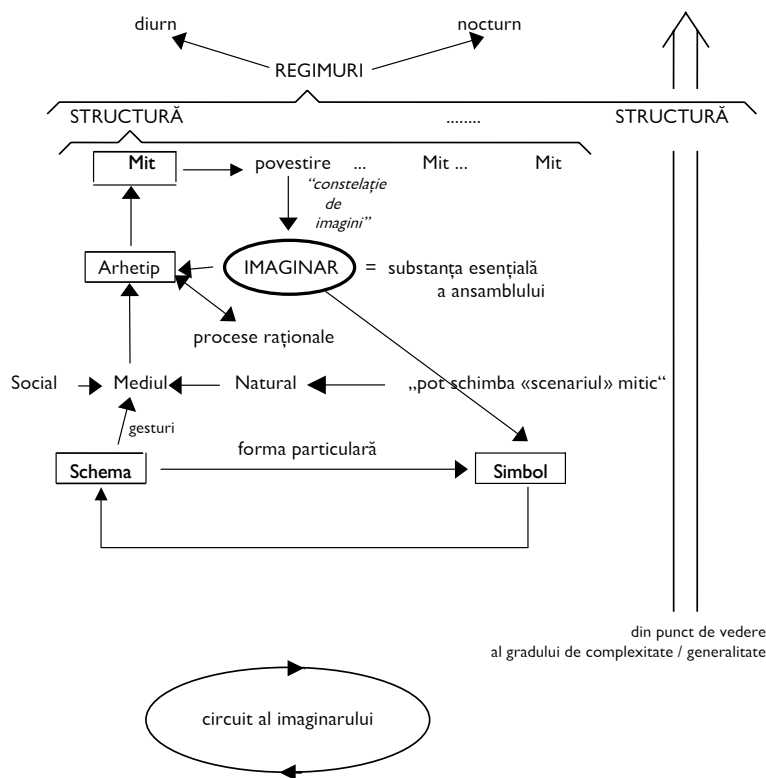 diurn
nocturn
REGIMURI
STRUCTURĂ ........ STRUCTURĂ
Mit povestire ... Mit ... Mit
“constelație
de
imagini”
Arhetip IMAGINAR = substanța esențială
a ansamblului
procese raționale
Social Mediul Natural „pot schimba «scenariul» mitic“
gesturi
forma particulară
Schema Simbol
din punct de vedere
al gradului de complexitate / generalitate
circuit al imaginarului